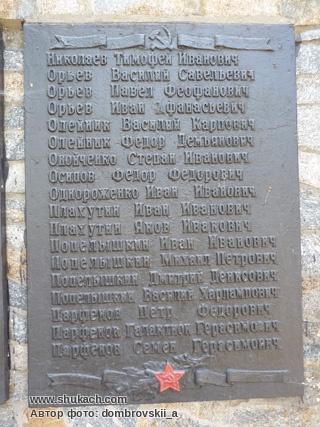 Николаев Тимофей Иванович
Орьев Василий Савельевич
Орьев Павел Феофанович
Орьев Иван Афанасьевич
Олейник Василий Карпович
Олейник Федор Демьянович
Онойченко Степан Иванович
Осипов Федор Федорович
Однороженко Иван Иванович
Плахутин Иван Иванович
Плахутин Яков Иванович
Попелышкин Иван Иванович
Попелышкин Михаил Петрович
Попелышкин Дмитрий Денисович
Попелышкин Василий Харлампович
Парфенов Петр Федорович
Парфенов Галактион Герасимович
Парфенов Семен Герасимович
www.shukach.com
Автор фото: dombrovskii_a